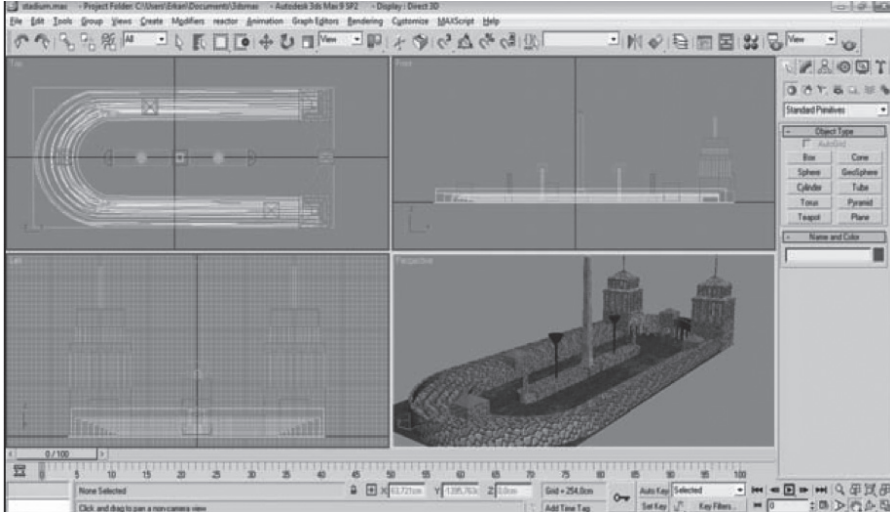 stadium.max - Project Folder: C:\Users\Erkan\Documents\3dsmax - Autodesk 3ds Max 9 SP2 - Display : Direct 3D
File Edit Tools Group Views Create Modifiers reactor Animation Graph Editors Rendering Customize MAXScript Help
All View View
Top Front
Standard Primitives
- Object Type
AutoGrid
Box Cone
Sphere GeoSphere
Cylinder Tube
Torus Pyramid
Teapot Plane
- Name and Color
Left Perspective
0 / 100
0 5 10 15 20 25 30 35 40 45 50 55 60 65 70 75 80 85 90 95 100
None Selected X Y Z Grid = 254,0cm Auto Key Selected
Click and drag to pan a non-camera view Add Time Tag Set Key Key Filters... 0